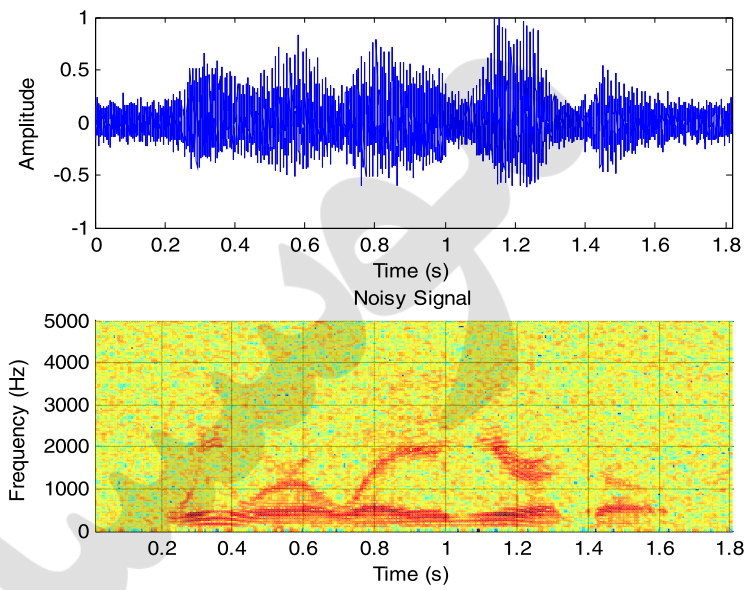 1
0.5
0
-0.5
-1
Amplitude
0 0.2 0.4 0.6 0.8 1 1.2 1.4 1.6 1.8
Time (s)
Noisy Signal
5000
4000
3000
2000
1000
0
Frequency (Hz)
0.2 0.4 0.6 0.8 1 1.2 1.4 1.6 1.8
Time (s)